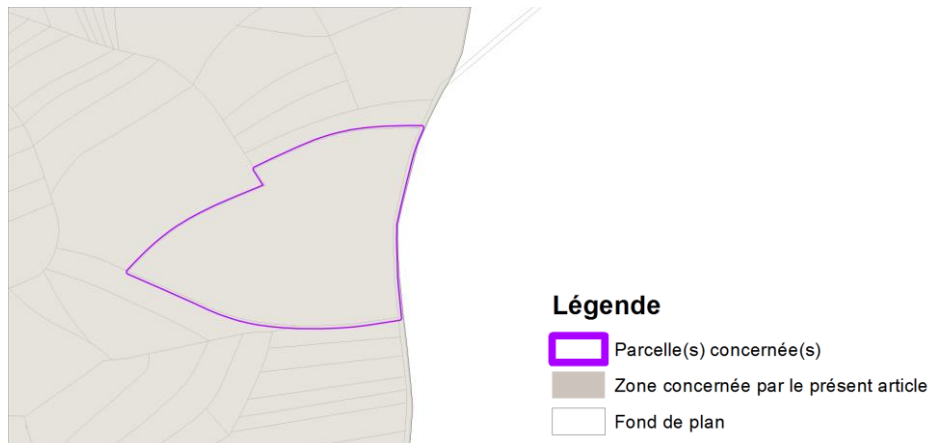 Légende
Parcelle(s) concernée(s)
Zone concernée par le présent article
Fond de plan